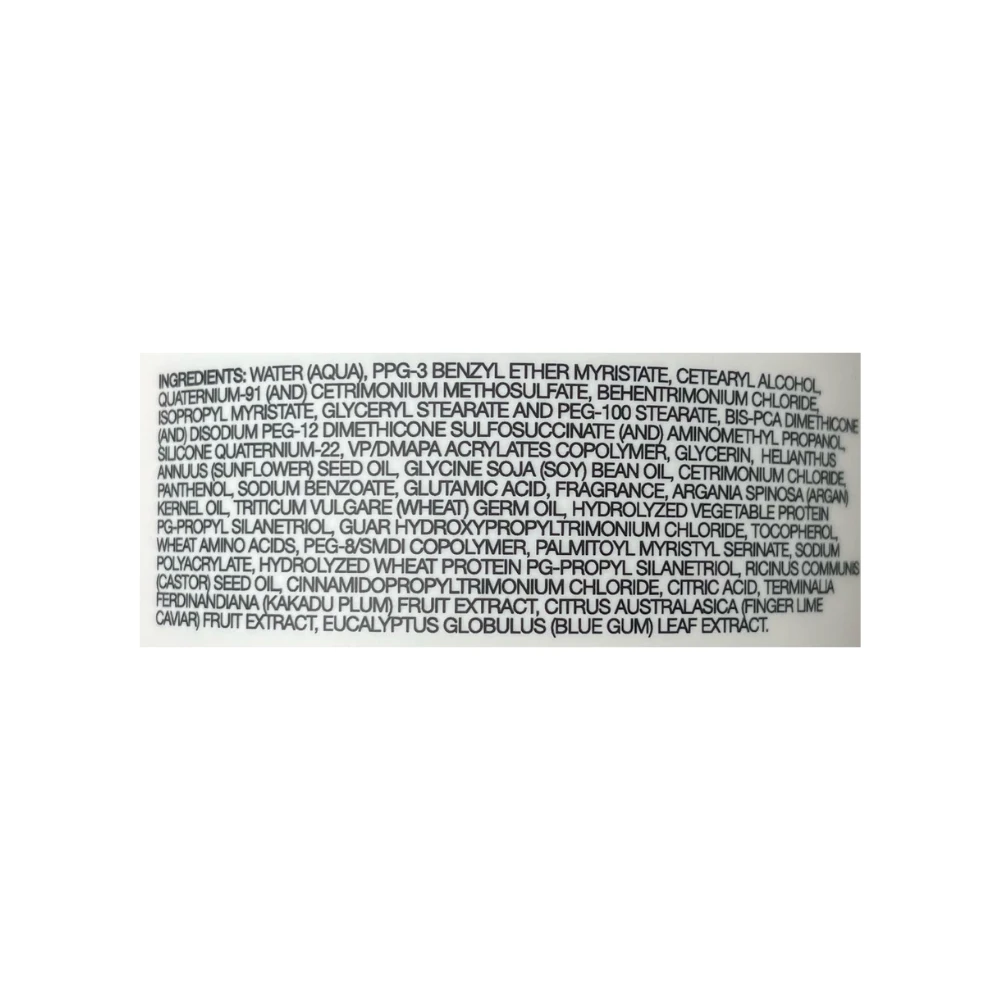 INGREDIENTS: WATER (AQUA), PPG-3 BENZYL ETHER MYRISTATE, CETEARYL ALCOHOL,
QUATERNIUM-91 (AND) CETRIMONIUM METHOSULFATE, BEHENTRIMONIUM CHLORIDE,
ISOPROPYL MYRISTATE, GLYCERYL STEARATE AND PEG-100 STEARATE, BIS-PCA DIMETHICONE
(AND) DISODIUM PEG-12 DIMETHICONE SULFOSUCCINATE (AND) AMINOMETHYL PROPANOL,
SILICONE QUATERNIUM-22, VP/DMAPA ACRYLATES COPOLYMER, GLYCERIN, HELIANTHUS
ANNUUS (SUNFLOWER) SEED OIL, GLYCINE SOJA (SOY) BEAN OIL, CETRIMONIUM CHLORIDE,
PANTHENOL, SODIUM BENZOATE, GLUTAMIC ACID, FRAGRANCE, ARGANIA SPINOSA (ARGAN)
KERNEL OIL, TRITICUM VULGARE (WHEAT) GERM OIL, HYDROLYZED VEGETABLE PROTEIN
PG-PROPYL SILANETRIOL, GUAR HYDROXYPROPYLTRIMONIUM CHLORIDE, TOCOPHEROL,
WHEAT AMINO ACIDS, PEG-8/SMDI COPOLYMER, PALMITOYL MYRISTYL SERINATE, SODIUM
POLYACRYLATE, HYDROLYZED WHEAT PROTEIN PG-PROPYL SILANETRIOL, RICINUS COMMUNIS
(CASTOR) SEED OIL, CINNAMIDOPROPYLTRIMONIUM CHLORIDE, CITRIC ACID, TERMINALIA
FERDINANDIANA (KAKADU PLUM) FRUIT EXTRACT, CITRUS AUSTRALASICA (FINGER LIME
CAVIAR) FRUIT EXTRACT, EUCALYPTUS GLOBULUS (BLUE GUM) LEAF EXTRACT.